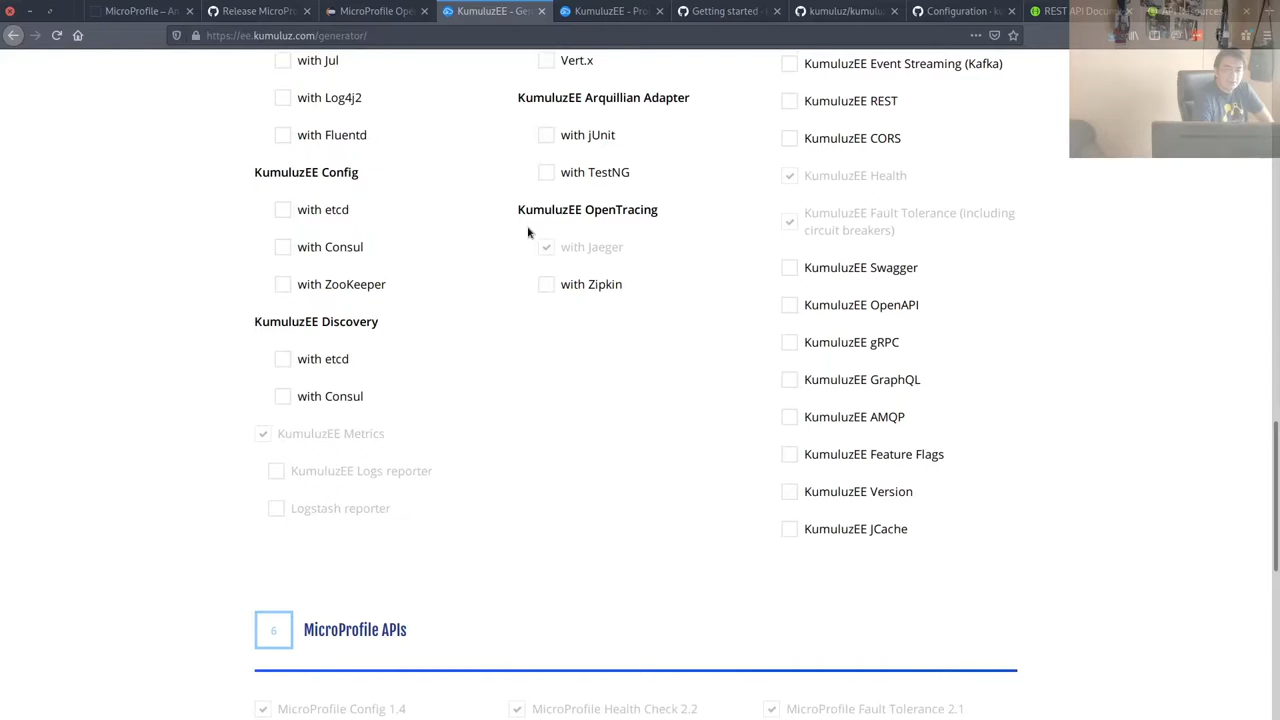 MicroProfile – A
Release MicroPr
MicroProfile Ope
KumuluzEE - Gen
KumuluzEE - Pro
Getting started -
kumuluz/kumulu
Configuration - k
REST API Docume
API Resources
https://ee.kumuluz.com/generator/
with Jul
with Log4j2
with Fluentd
KumuluzEE Config
with etcd
with Consul
with ZooKeeper
KumuluzEE Discovery
with etcd
with Consul
KumuluzEE Metrics
KumuluzEE Logs reporter
Logstash reporter
Vert.x
KumuluzEE Arquillian Adapter
with jUnit
with TestNG
KumuluzEE OpenTracing
with Jaeger
with Zipkin
KumuluzEE Event Streaming (Kafka)
KumuluzEE REST
KumuluzEE CORS
KumuluzEE Health
KumuluzEE Fault Tolerance (including
circuit breakers)
KumuluzEE Swagger
KumuluzEE OpenAPI
KumuluzEE gRPC
KumuluzEE GraphQL
KumuluzEE AMQP
KumuluzEE Feature Flags
KumuluzEE Version
KumuluzEE JCache
6
MicroProfile APIs
MicroProfile Config 1.4
MicroProfile Health Check 2.2
MicroProfile Fault Tolerance 2.1